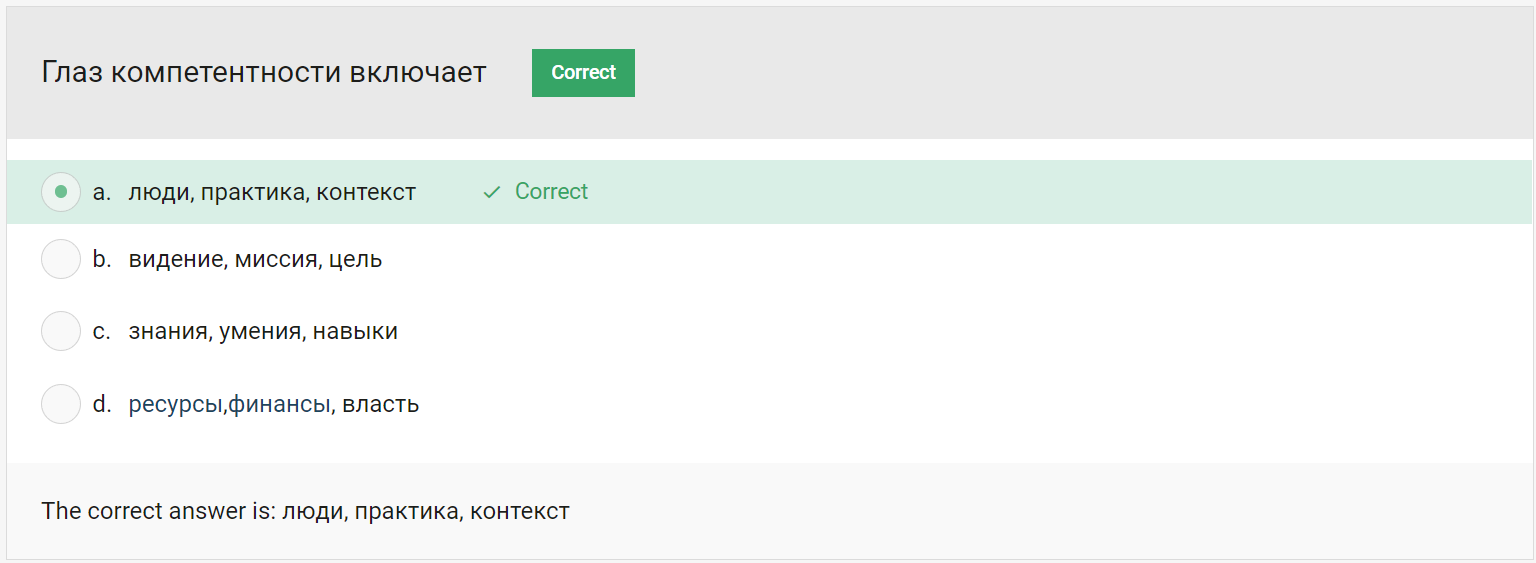 Глаз компетентности включает Correct
a. люди, практика, контекст Correct
b. видение, миссия, цель
c. знания, умения, навыки
d. ресурсы,финансы, власть
The correct answer is: люди, практика, контекст